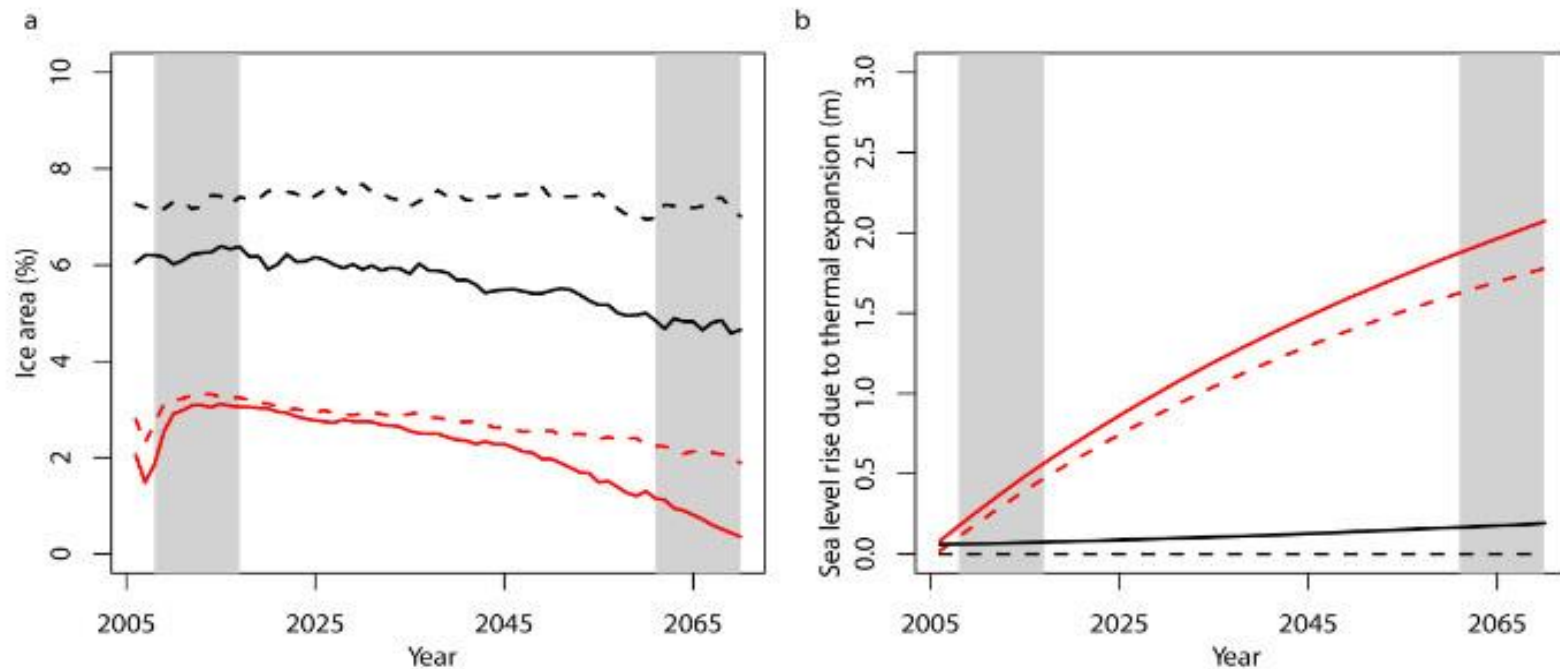 a
Ice area (%)
10
8
6
4
2
0
2005 2025 2045 2065
Year
b
Sea level rise due to thermal expansion (m)
3.0
2.5
2.0
1.5
1.0
0.5
0.0
2005 2025 2045 2065
Year